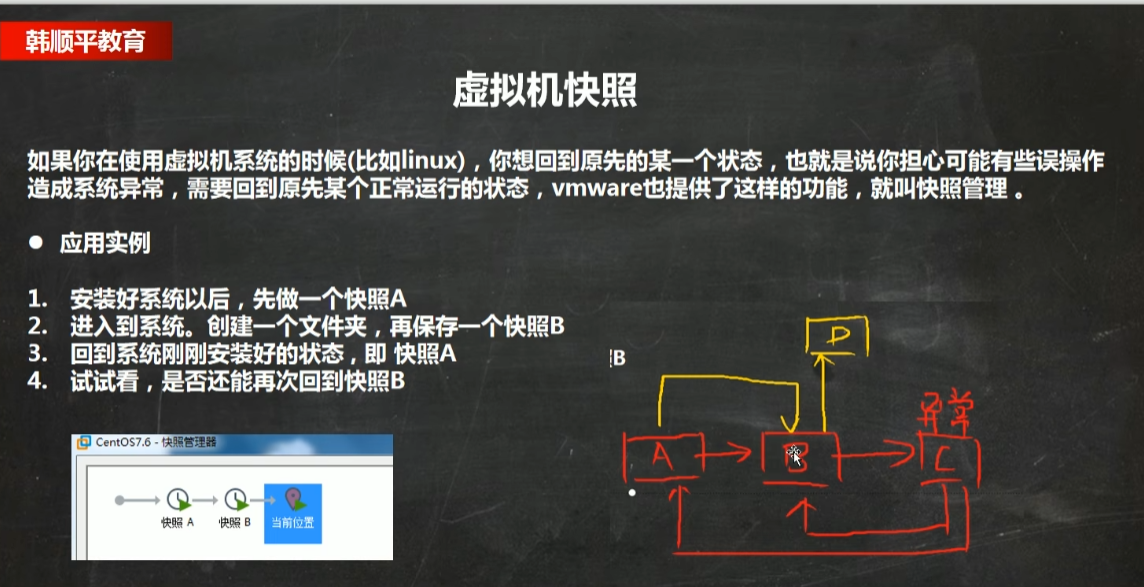 韩顺平教育
虚拟机快照
如果你在使用虚拟机系统的时候(比如linux)，你想回到原先的某一个状态，也就是说你担心可能有些误操作
造成系统异常，需要回到原先某个正常运行的状态，vmware也提供了这样的功能，就叫快照管理 。
● 应用实例
1. 安装好系统以后，先做一个快照A
2. 进入到系统。创建一个文件夹，再保存一个快照B
3. 回到系统刚刚安装好的状态，即 快照A
4. 试试看，是否还能再次回到快照B
B
D
异常
A
B
C
CentOS7.6 - 快照管理器
快照 A
快照 B
当前位置